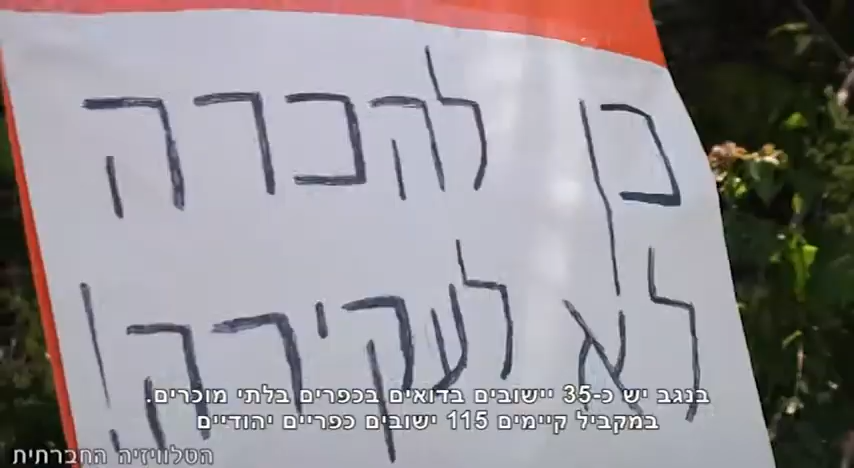 כן להכרה
לא לעקירה!
בנגב יש כ-35 יישובים בדואים בכפרים בלתי מוכרים.
במקביל קיימים 115 ישובים כפריים יהודיים
הטלוויזיה החברתית